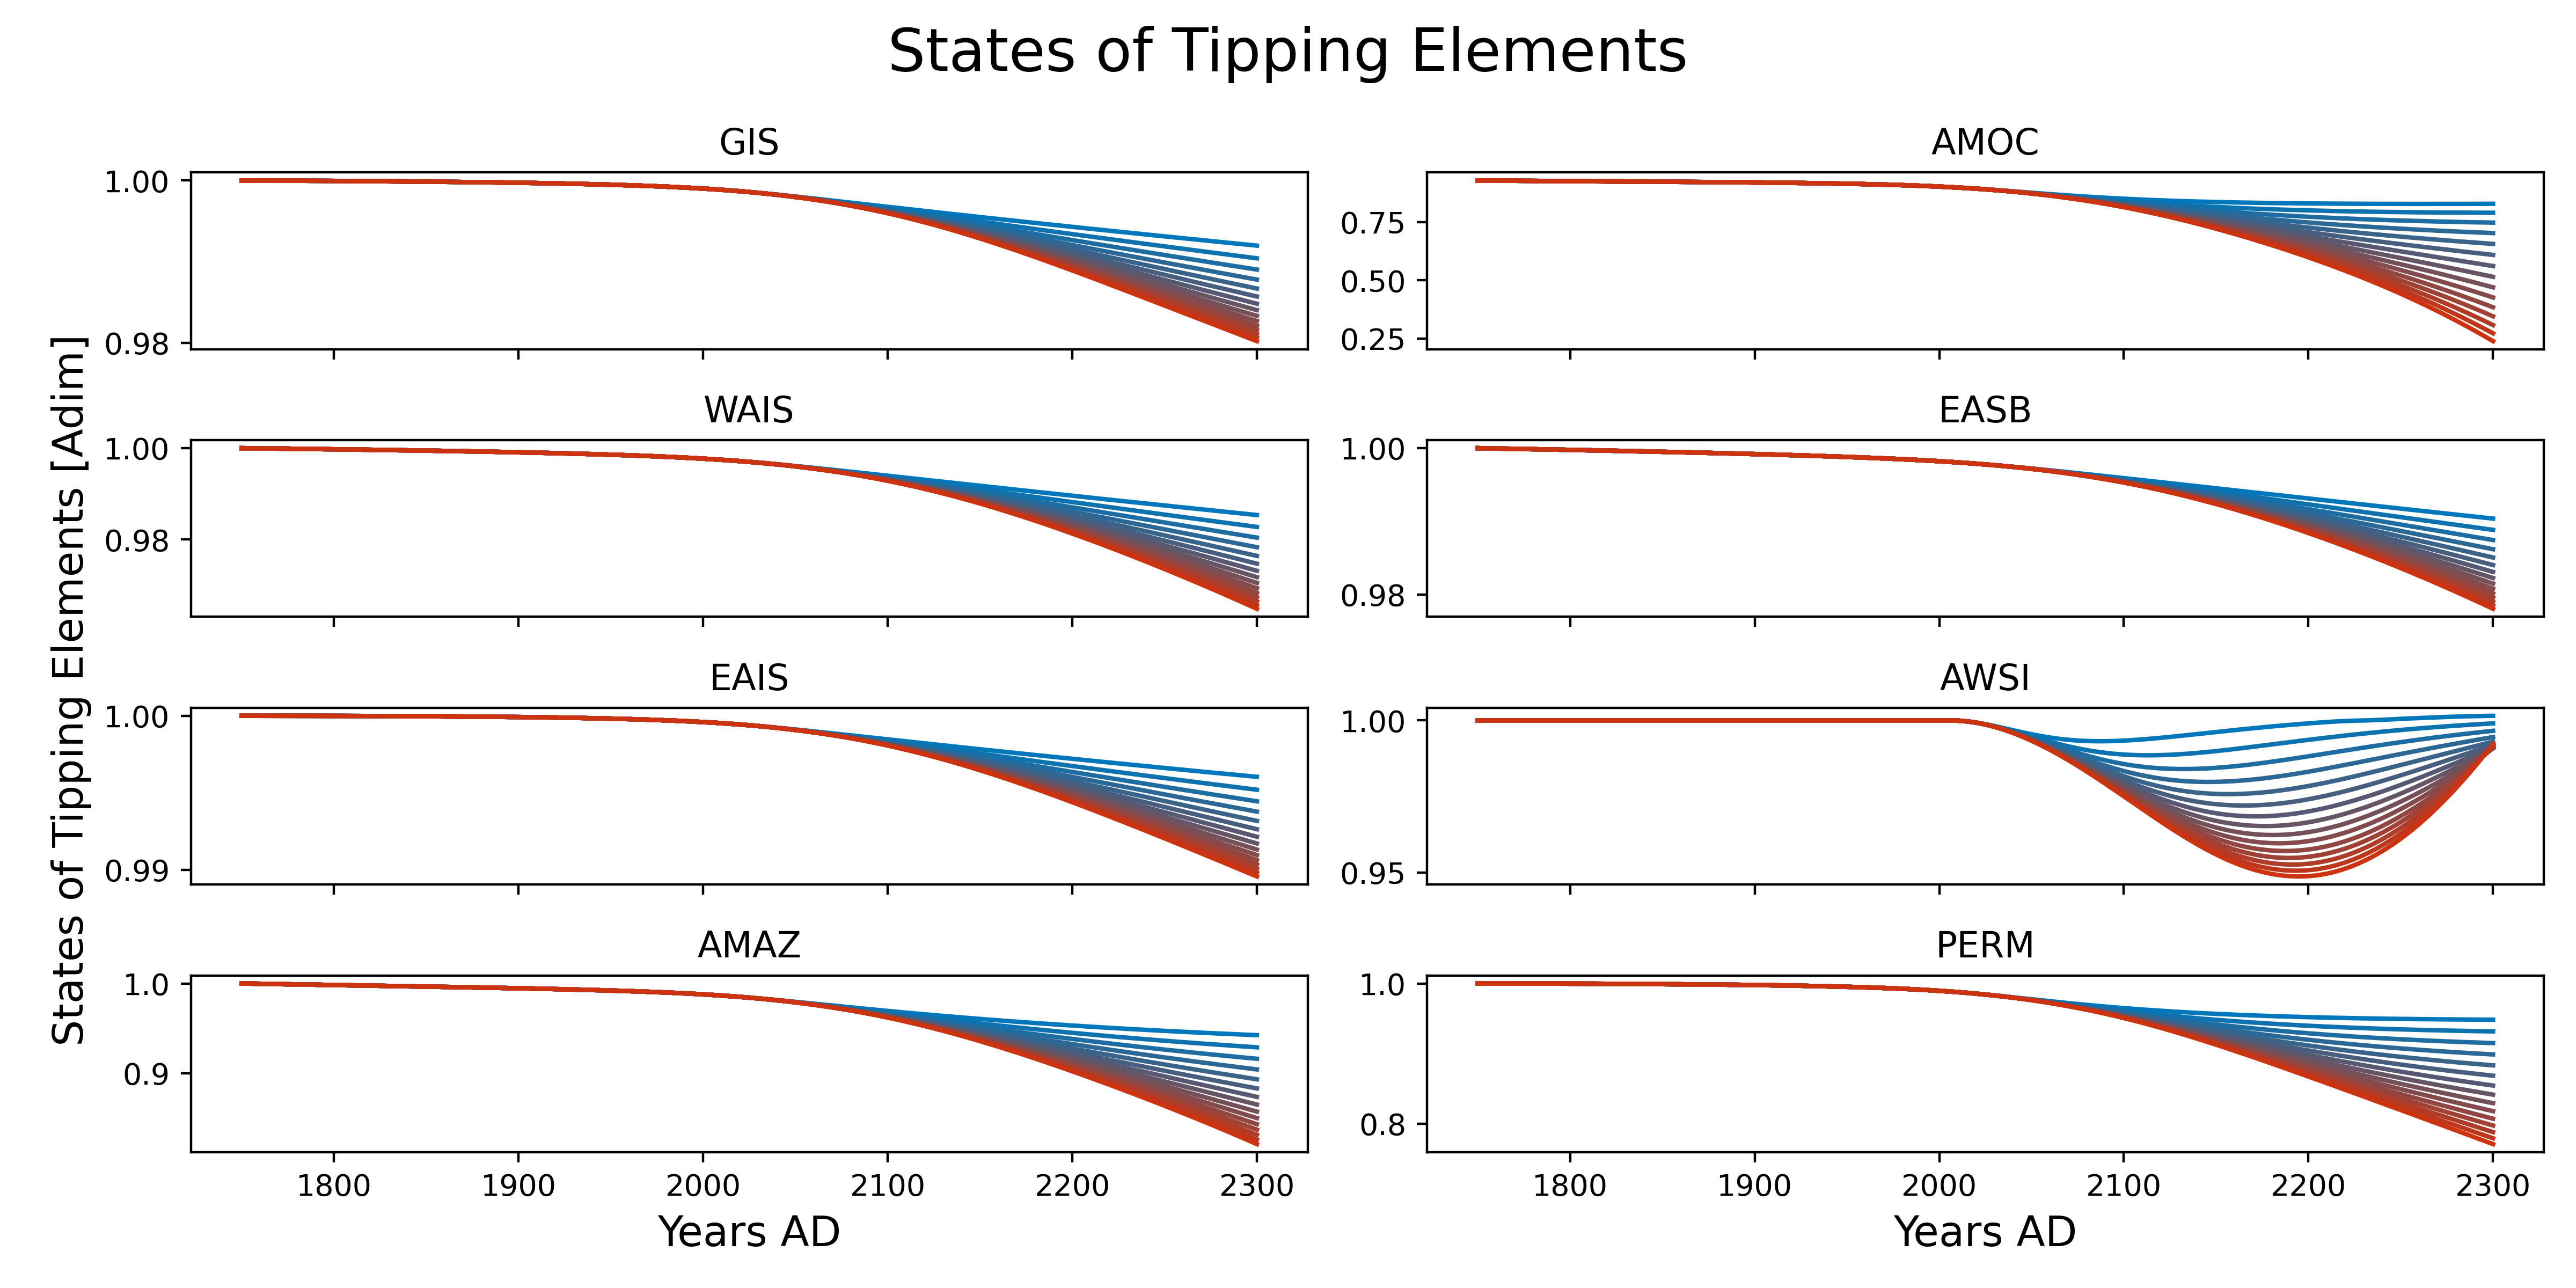 States of Tipping Elements
States of Tipping Elements [Adim]
GIS
1.00
0.98
AMOC
0.75
0.50
0.25
WAIS
1.00
0.98
EASB
1.00
0.98
EAIS
1.00
0.99
AWSI
1.00
0.95
AMAZ
1.0
0.9
1800 1900 2000 2100 2200 2300
Years AD
PERM
1.0
0.8
1800 1900 2000 2100 2200 2300
Years AD